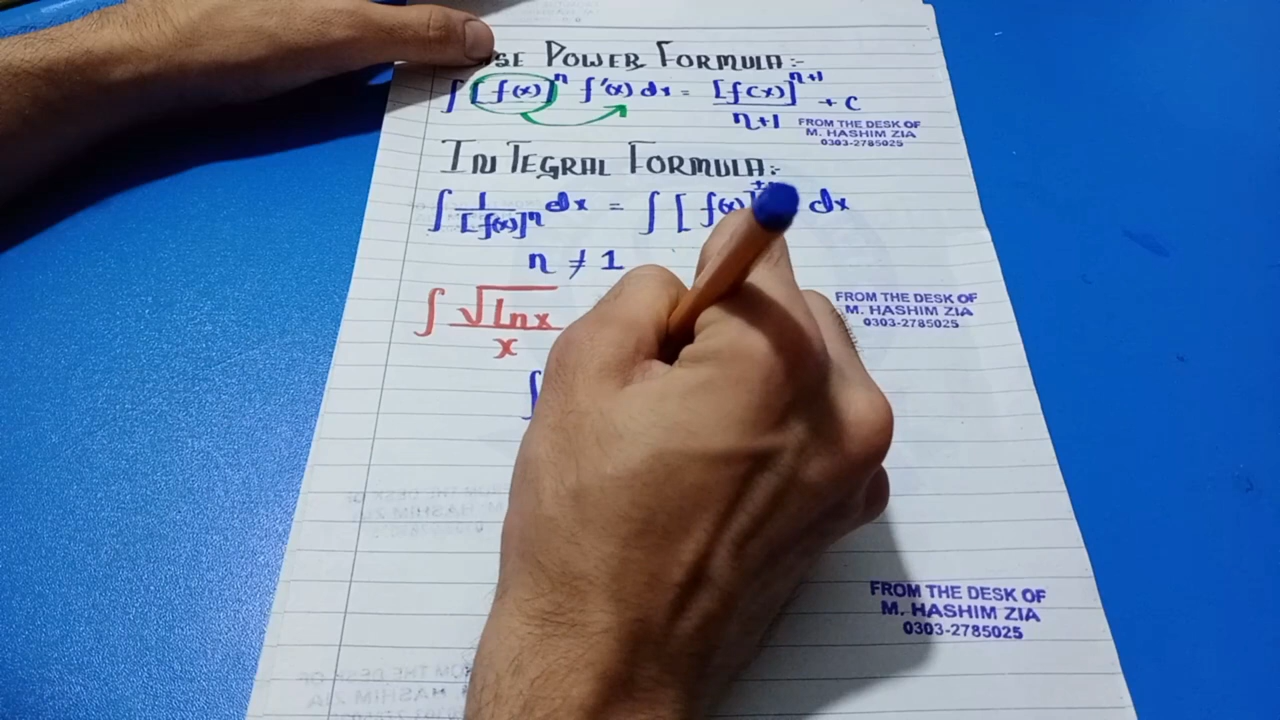 POWER FORMULA:-
∫ [f(x)]^n f'(x) dx = [f(x)]^(n+1) / n+1 + c
FROM THE DESK OF
M. HASHIM ZIA
0303-2785025
INTEGRAL FORMULA:-
∫ 1/[f(x)]^n dx = ∫ [f(x)] dx
n ≠ 1
∫ √ln x / x
FROM THE DESK OF
M. HASHIM ZIA
0303-2785025
∫
FROM THE DESK OF
M. HASHIM ZIA
0303-2785025